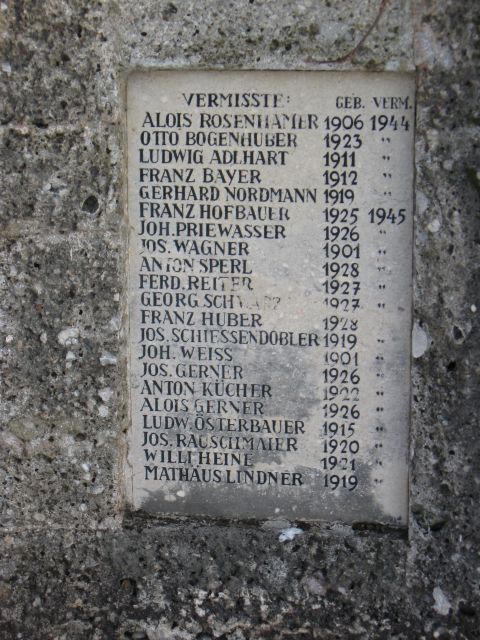 VERMISSTE: GEB. VERM.
ALOIS ROSENHAMER 1906 1944
OTTO BOGENHUBER 1923 "
LUDWIG ADLHART 1911 "
FRANZ BAYER 1912 "
GERHARD NORDMANN 1919 "
FRANZ HOFBAUER 1925 1945
JOH. PRIEWASSER 1926 "
JOS. WAGNER 1901 "
ANTON SPERL 1928 "
FERD. REITER 1927 "
GEORG SCHWARZ 1927 "
FRANZ HUBER 1928 "
JOS. SCHIESSENDOBLER 1919 "
JOH. WEISS 1901 "
JOS. GERNER 1926 "
ANTON KÜCHER 1922 "
ALOIS GERNER 1926 "
LUDW. ÖSTERBAUER 1915 "
JOS. RAUSCHMAIER 1920 "
WILLI HEINE 1921 "
MATHÄUS LINDNER 1919 "